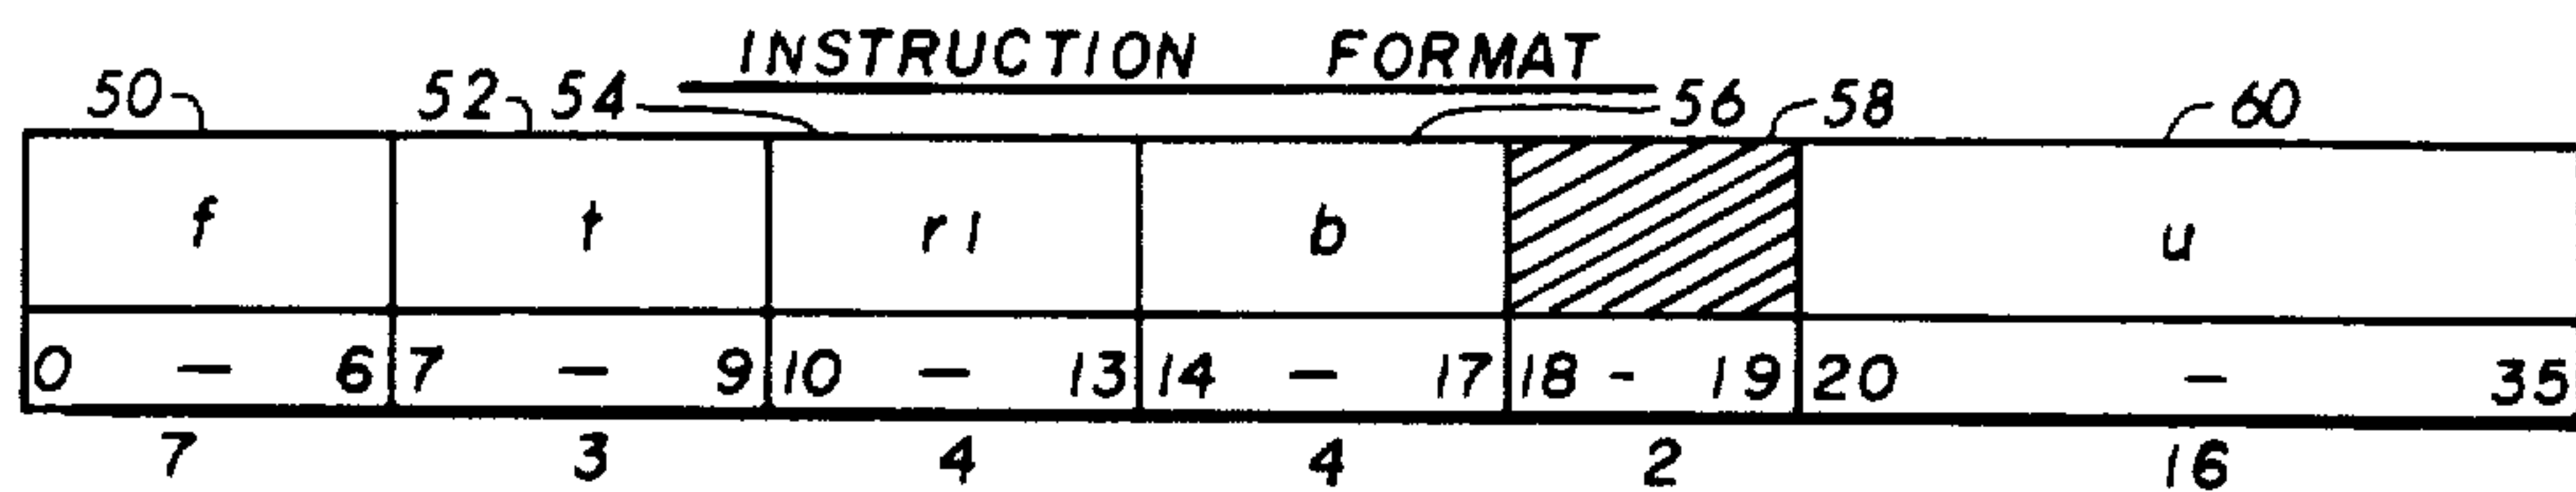 INSTRUCTION FORMAT
50 52 54 56 58 60
f t r1 b u
0 – 6 7 – 9 10 – 13 14 – 17 18 - 19 20 – 35
7 3 4 4 2 16